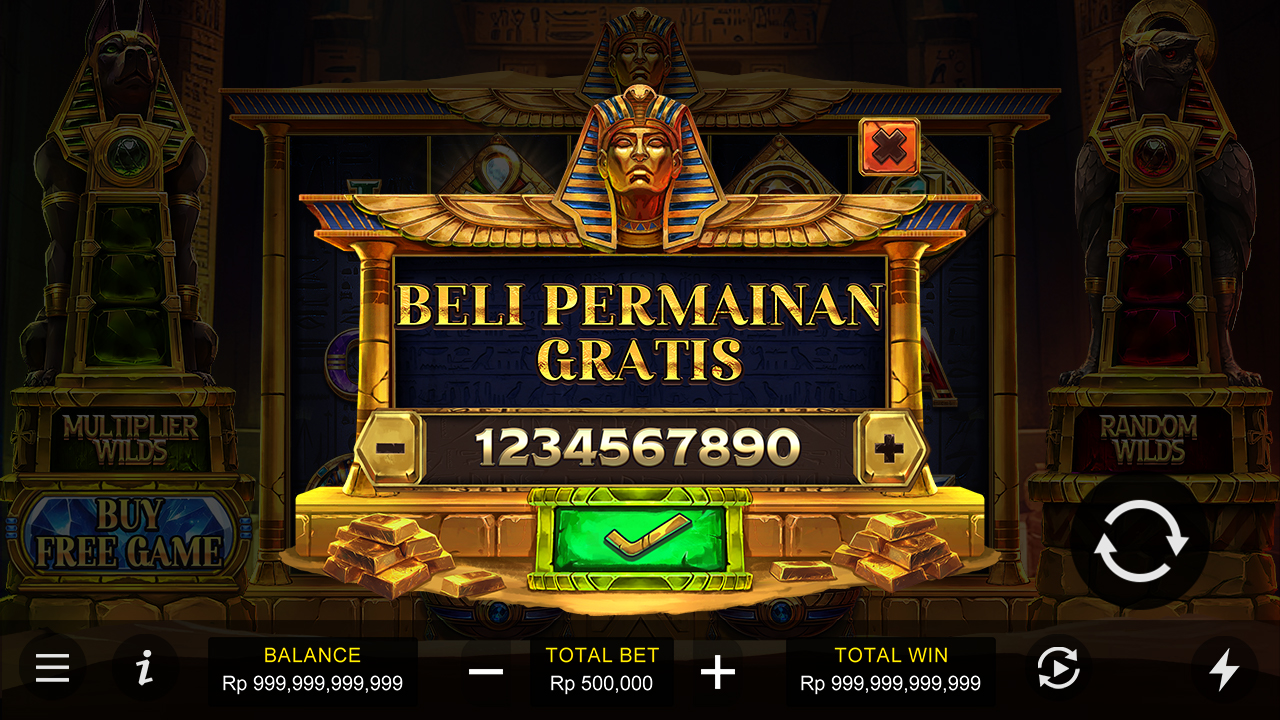 BELI PERMAINAN
GRATIS
1234567890
MULTIPLIER
WILDS
RANDOM
WILDS
BUY
FREE GAME
BALANCE
Rp 999,999,999,999
TOTAL BET
Rp 500,000
TOTAL WIN
Rp 999,999,999,999